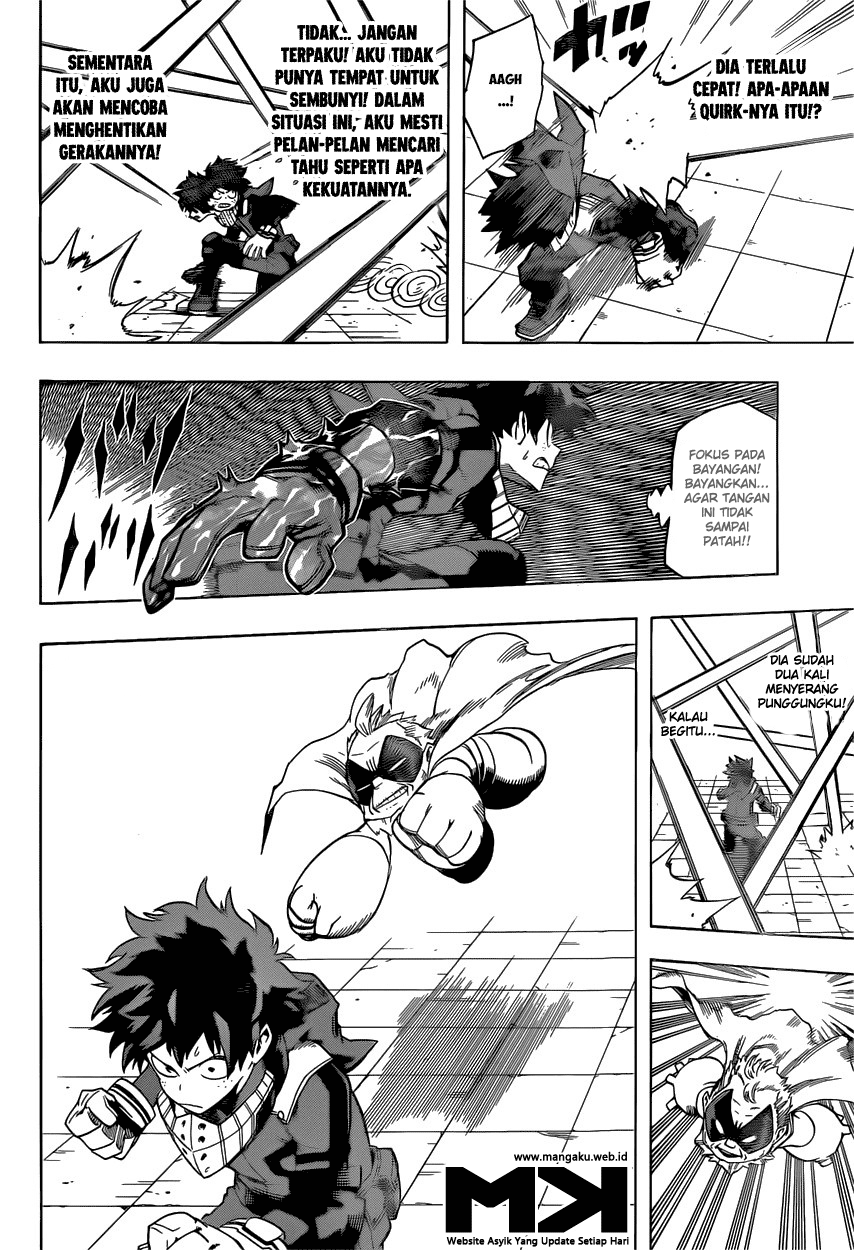 DIA TERLALU
CEPAT! APA-APAAN
QUIRK-NYA ITU!?
AAGH
...!
ガッ
TIDAK... JANGAN
TERPAKU! AKU TIDAK
PUNYA TEMPAT UNTUK
SEMBUNYI! DALAM
SITUASI INI, AKU MESTI
PELAN-PELAN MENCARI
TAHU SEPERTI APA
KEKUATANNYA.
SEMENTARA
ITU, AKU JUGA
AKAN MENCOBA
MENGHENTIKAN
GERAKANNYA!
FOKUS PADA
BAYANGAN!
BAYANGKAN...
AGAR TANGAN
INI TIDAK
SAMPAI
PATAH!!
DIA SUDAH
DUA KALI
MENYERANG
PUNGGUNGKU!
KALAU
BEGITU...
www.mangaku.web.id
MK
Website Asyik Yang Update Setiap Hari